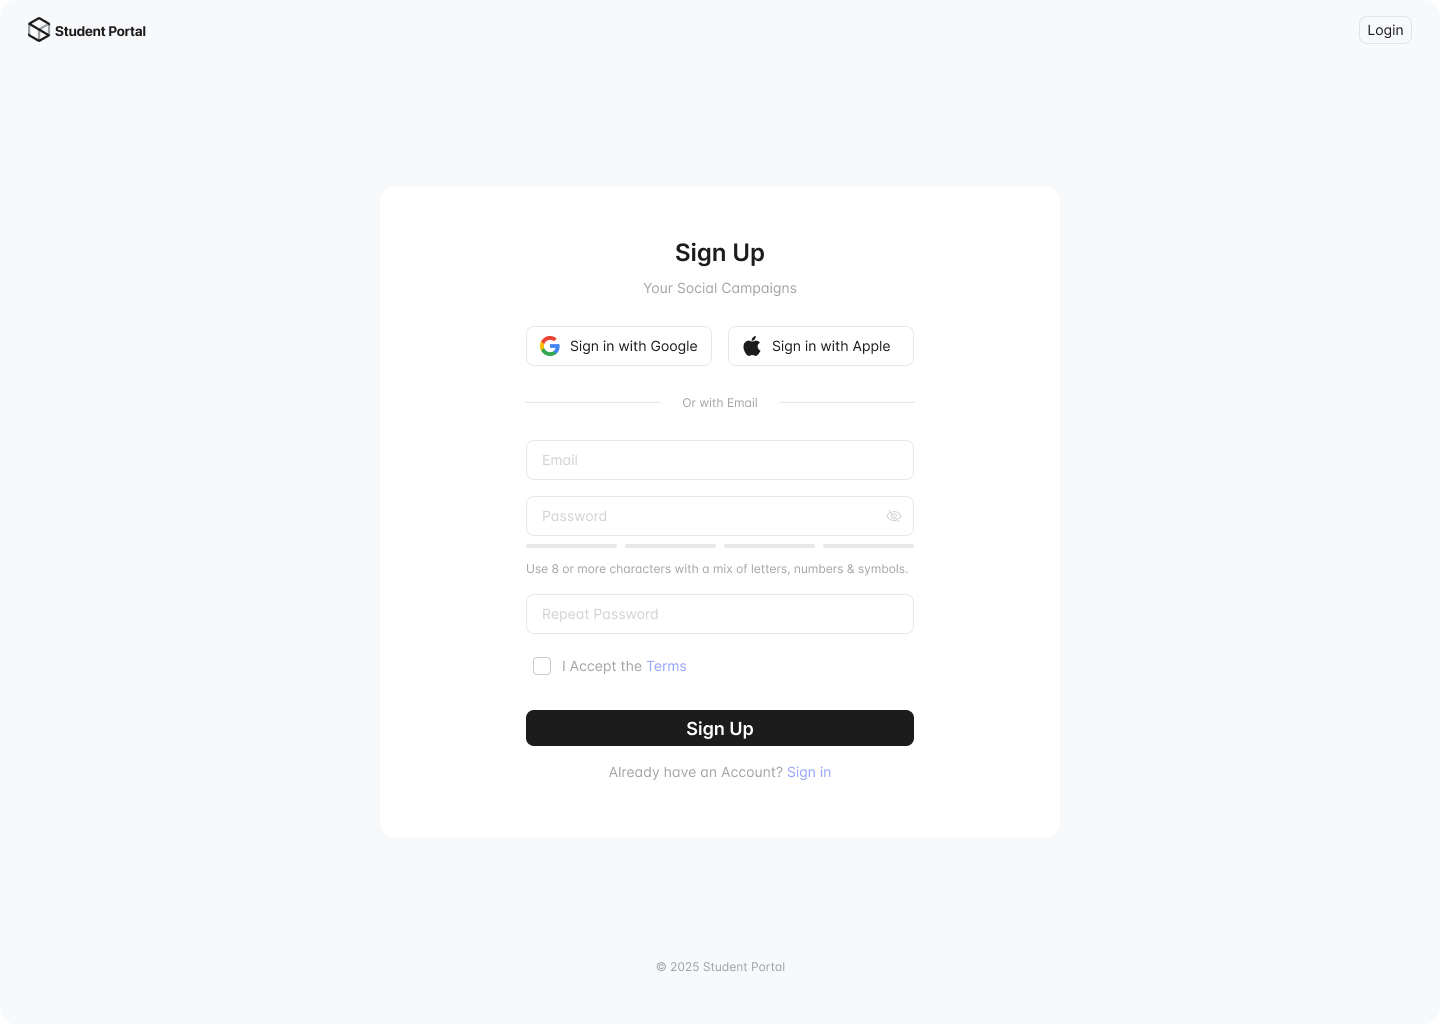 Student Portal
Login
Sign Up
Your Social Campaigns
Sign in with Google
Sign in with Apple
Or with Email
Email
Password
Use 8 or more characters with a mix of letters, numbers & symbols.
Repeat Password
I Accept the Terms
Sign Up
Already have an Account? Sign in
© 2025 Student Portal